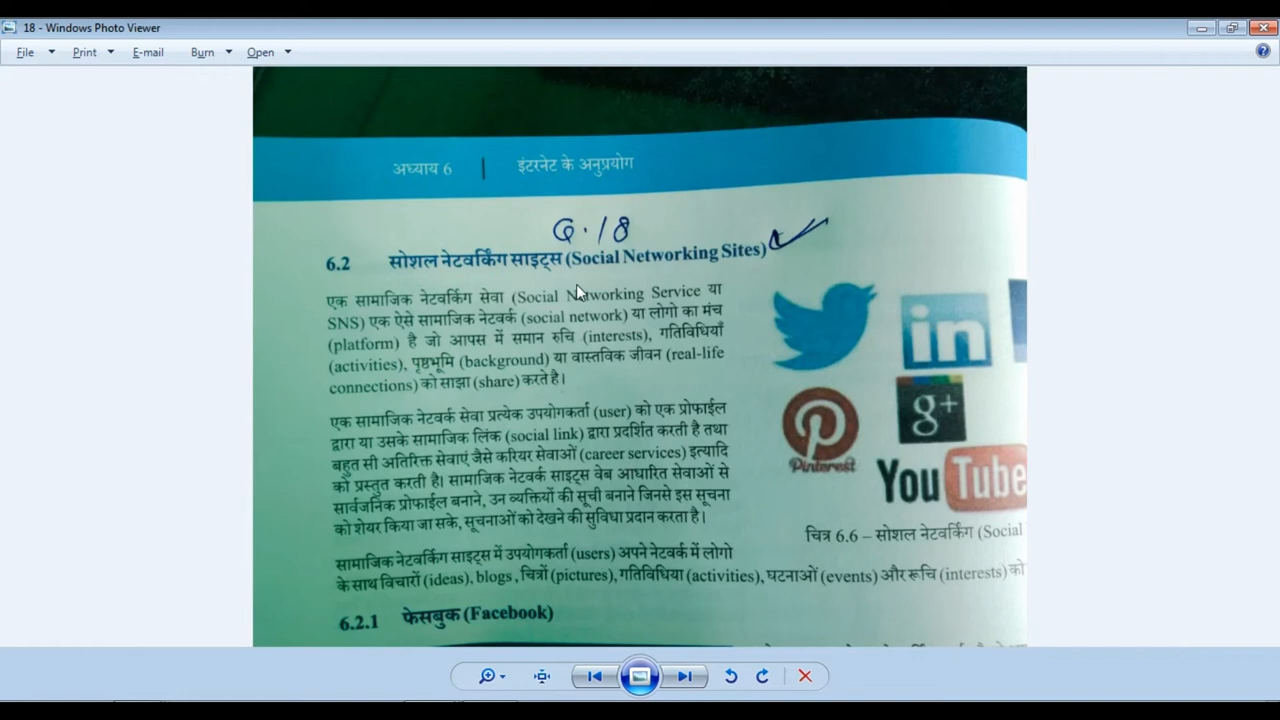 18 - Windows Photo Viewer
File Print E-mail Burn Open
अध्याय 6 | इंटरनेट के अनुप्रयोग
Q.18
6.2 सोशल नेटवर्किंग साइट्स (Social Networking Sites)
एक सामाजिक नेटवर्किंग सेवा (Social Networking Service या
SNS) एक ऐसे सामाजिक नेटवर्क (social network) या लोगो का मंच
(platform) है जो आपस में समान रुचि (interests), गतिविधियाँ
(activities), पृष्ठभूमि (background) या वास्तविक जीवन (real-life
connections) को साझा (share) करते है।
एक सामाजिक नेटवर्क सेवा प्रत्येक उपयोगकर्ता (user) को एक प्रोफाईल
द्वारा या उसके सामाजिक लिंक (social link) द्वारा प्रदर्शित करती है तथा
बहुत सी अतिरिक्त सेवाएं जैसे करियर सेवाओं (career services) इत्यादि
को प्रस्तुत करती है। सामाजिक नेटवर्क साइट्स वेब आधारित सेवाओं से
सार्वजनिक प्रोफाईल बनाने, उन व्यक्तियों की सूची बनाने जिनसे इस सूचना
को शेयर किया जा सके, सूचनाओं को देखने की सुविधा प्रदान करता है।
सामाजिक नेटवर्किंग साइट्स में उपयोगकर्ता (users) अपने नेटवर्क में लोगो
के साथ विचारों (ideas), blogs , चित्रों (pictures), गतिविधिया (activities), घटनाओं (events) और रूचि (interests) को
in
g+
Pinterest
You Tube
चित्र 6.6 – सोशल नेटवर्किंग (Social
6.2.1 फेसबुक (Facebook)